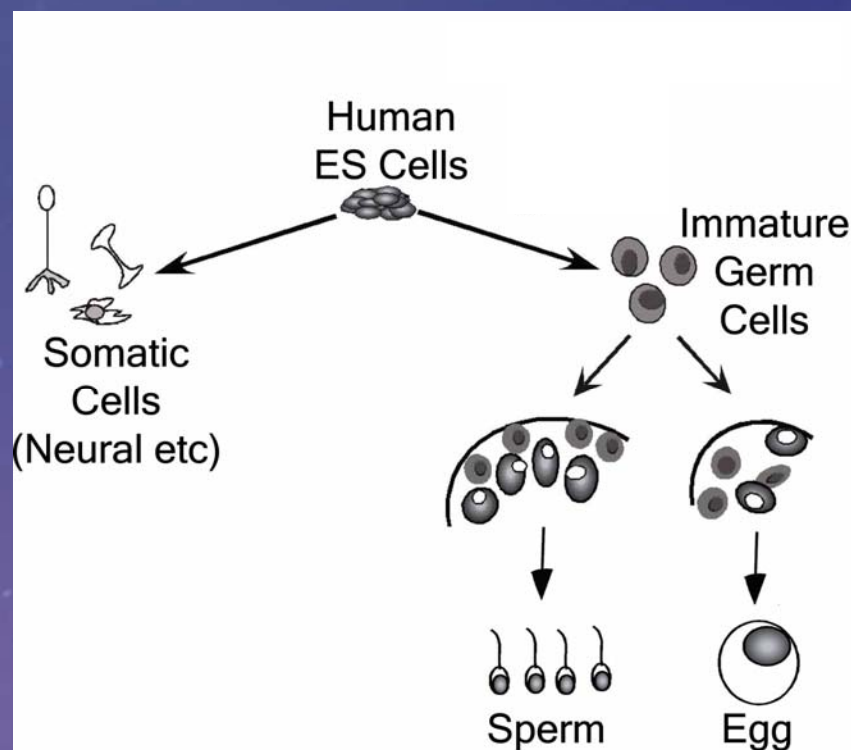 Human
ES Cells
Immature
Germ
Cells
Somatic
Cells
(Neural etc)
Sperm
Egg